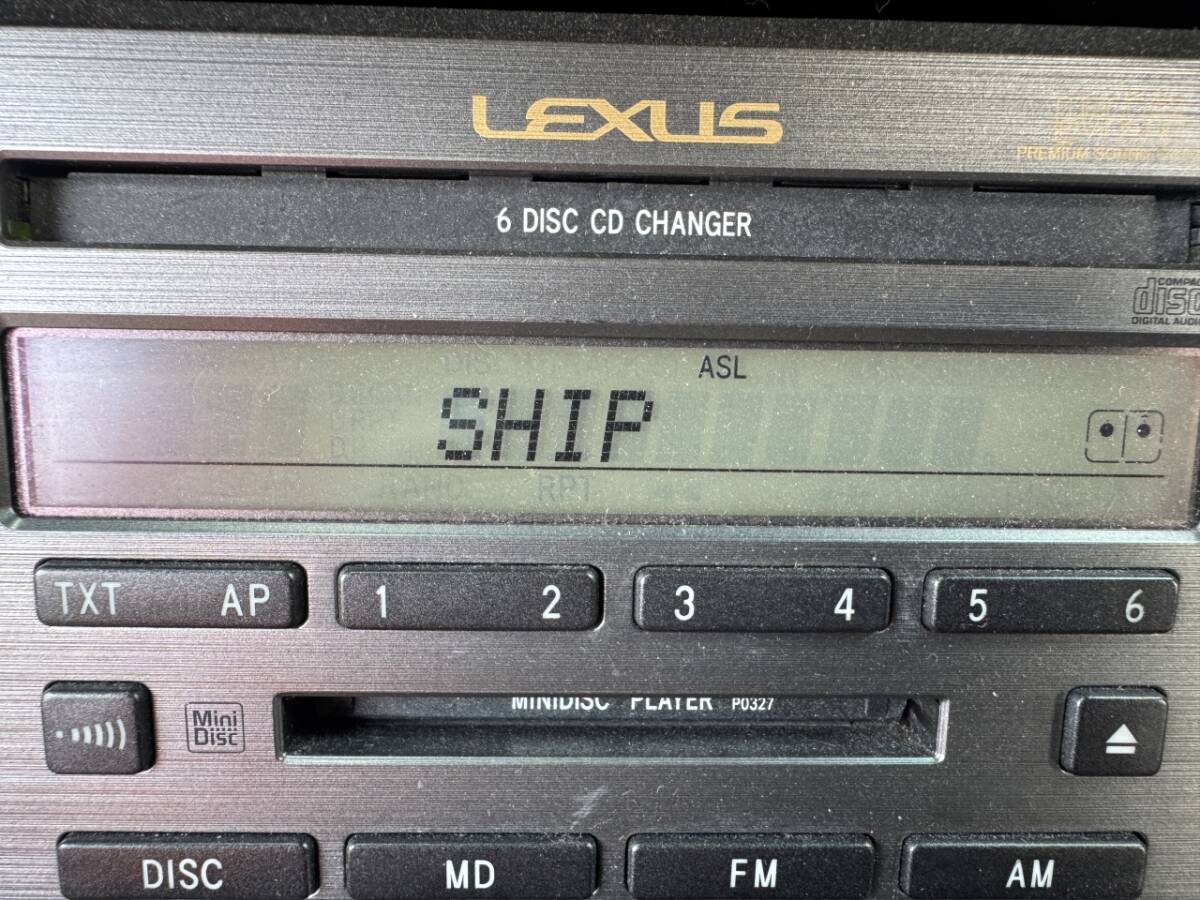 LEXUS
PREMIUM SOUND
6 DISC CD CHANGER
COMPACT
disc
DIGITAL AUDIO
ASL
SHIP
RAND RPT
TXT AP 1 2 3 4 5 6
Mini
Disc
MINIDISC PLAYER P0327
DISC MD FM AM